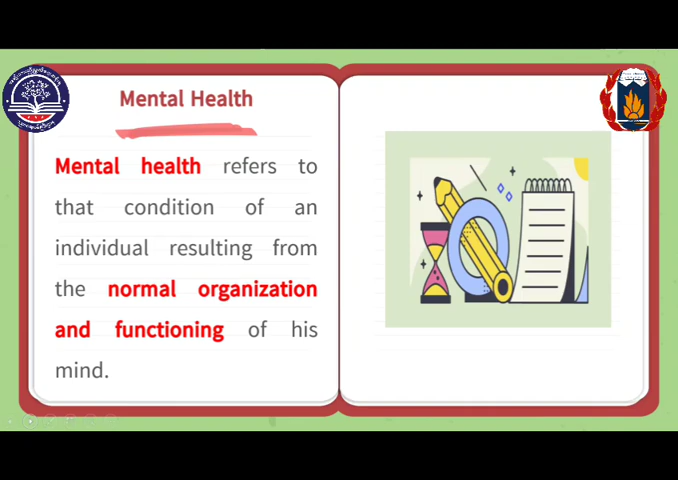 Mental Health
Mental health refers to
that condition of an
individual resulting from
the normal organization
and functioning of his
mind.